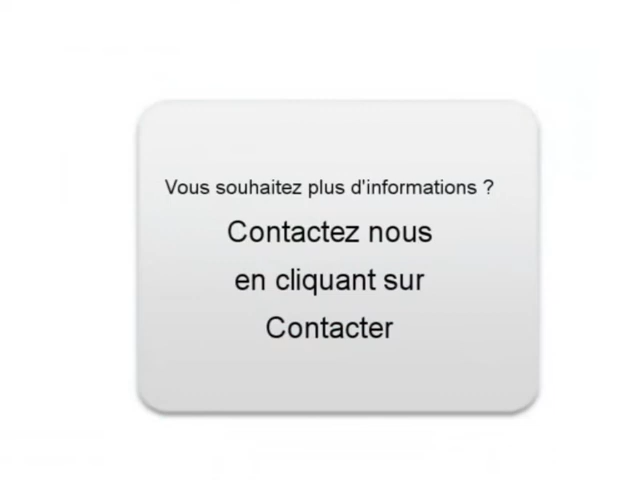 Vous souhaitez plus d'informations ?
Contactez nous
en cliquant sur
Contacter